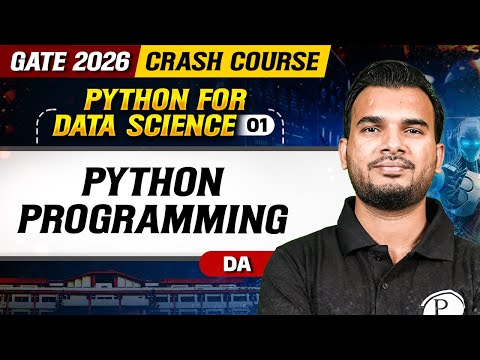 GATE 2026 CRASH COURSE
PYTHON FOR
DATA SCIENCE 01
PYTHON
PROGRAMMING
DA
P